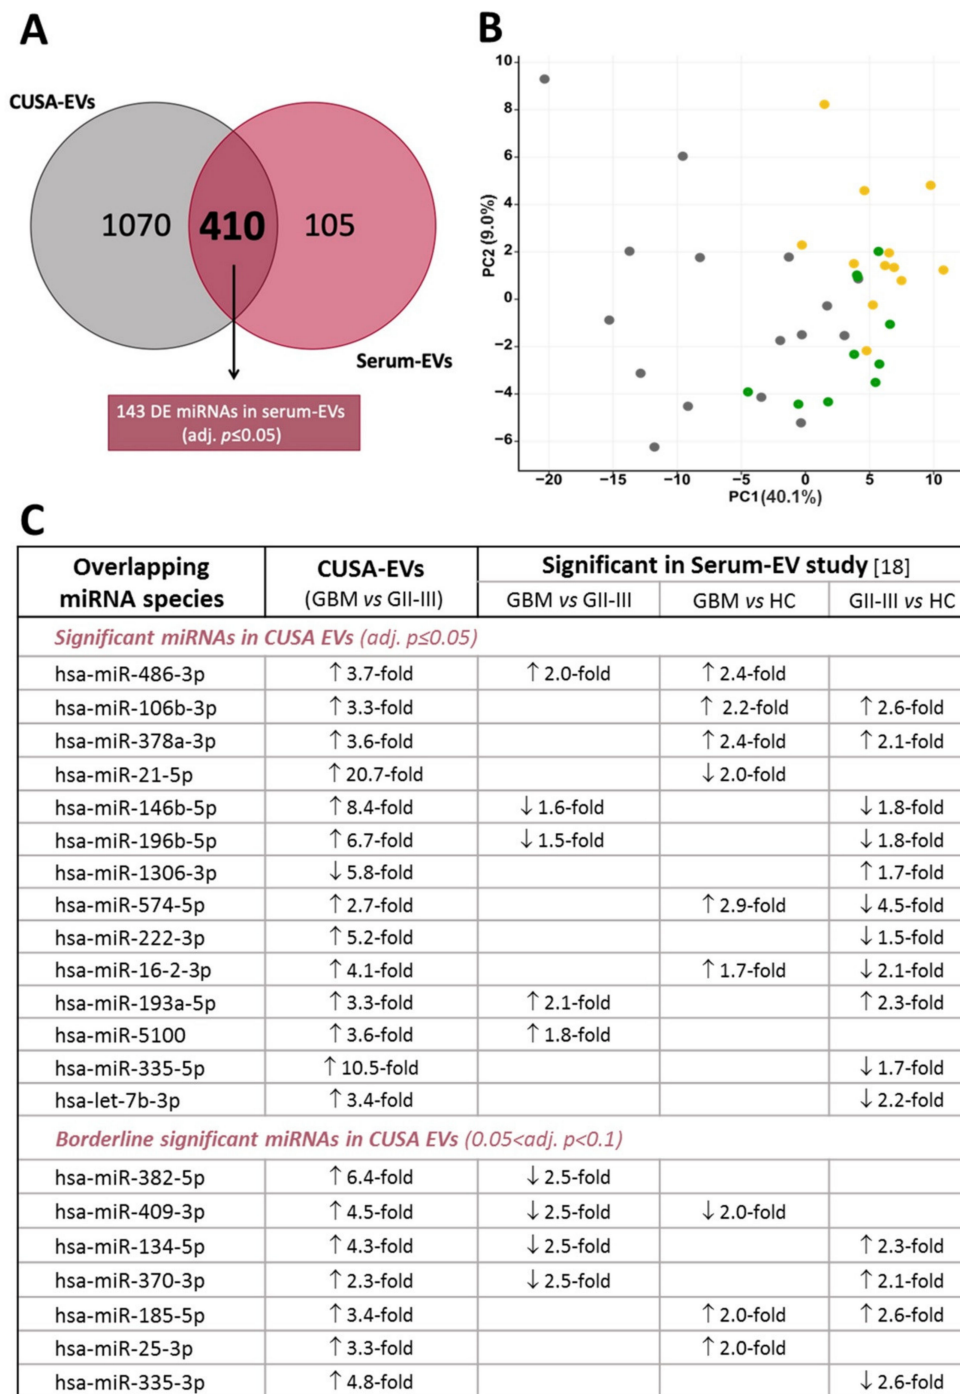 A
CUSA-EVs
1070
410
105
Serum-EVs
143 DE miRNAs in serum-EVs
(adj. p≤0.05)
B
10
8
6
4
2
0
−2
−4
−6
PC2 (9.0%)
−20 −15 −10 −5 0 5 10
PC1(40.1%)
C
Overlapping miRNA species CUSA-EVs (GBM vs GII-III) Significant in Serum-EV study [18]
GBM vs GII-III GBM vs HC GII-III vs HC
Significant miRNAs in CUSA EVs (adj. p≤0.05)
hsa-miR-486-3p ↑ 3.7-fold ↑ 2.0-fold ↑ 2.4-fold
hsa-miR-106b-3p ↑ 3.3-fold ↑ 2.2-fold ↑ 2.6-fold
hsa-miR-378a-3p ↑ 3.6-fold ↑ 2.4-fold ↑ 2.1-fold
hsa-miR-21-5p ↑ 20.7-fold ↓ 2.0-fold
hsa-miR-146b-5p ↑ 8.4-fold ↓ 1.6-fold ↓ 1.8-fold
hsa-miR-196b-5p ↑ 6.7-fold ↓ 1.5-fold ↓ 1.8-fold
hsa-miR-1306-3p ↓ 5.8-fold ↑ 1.7-fold
hsa-miR-574-5p ↑ 2.7-fold ↑ 2.9-fold ↓ 4.5-fold
hsa-miR-222-3p ↑ 5.2-fold ↓ 1.5-fold
hsa-miR-16-2-3p ↑ 4.1-fold ↑ 1.7-fold ↓ 2.1-fold
hsa-miR-193a-5p ↑ 3.3-fold ↑ 2.1-fold ↑ 2.3-fold
hsa-miR-5100 ↑ 3.6-fold ↑ 1.8-fold
hsa-miR-335-5p ↑ 10.5-fold ↓ 1.7-fold
hsa-let-7b-3p ↑ 3.4-fold ↓ 2.2-fold
Borderline significant miRNAs in CUSA EVs (0.05<adj. p<0.1)
hsa-miR-382-5p ↑ 6.4-fold ↓ 2.5-fold
hsa-miR-409-3p ↑ 4.5-fold ↓ 2.5-fold ↓ 2.0-fold
hsa-miR-134-5p ↑ 4.3-fold ↓ 2.5-fold ↑ 2.3-fold
hsa-miR-370-3p ↑ 2.3-fold ↓ 2.5-fold ↑ 2.1-fold
hsa-miR-185-5p ↑ 3.4-fold ↑ 2.0-fold ↑ 2.6-fold
hsa-miR-25-3p ↑ 3.3-fold ↑ 2.0-fold
hsa-miR-335-3p ↑ 4.8-fold ↓ 2.6-fold